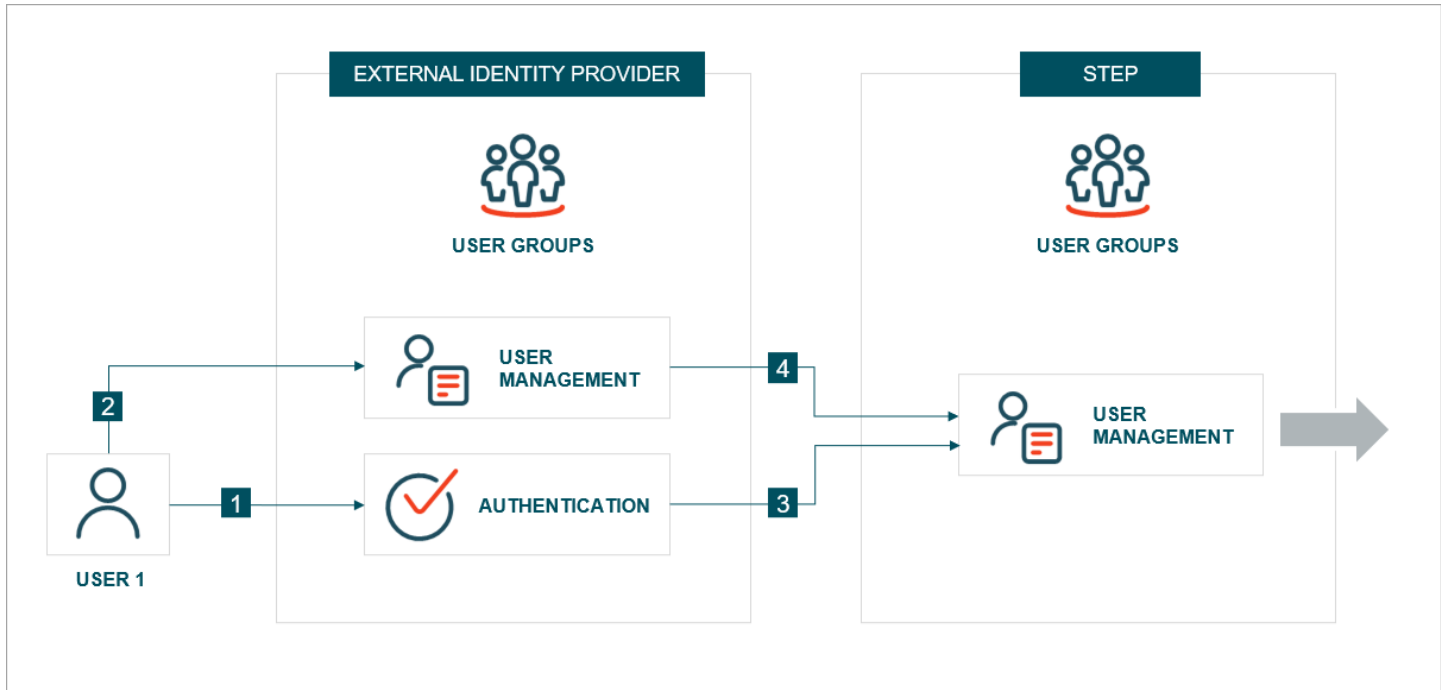 EXTERNAL IDENTITY PROVIDER
STEP
USER GROUPS
USER GROUPS
USER
MANAGEMENT
4
2
USER
MANAGEMENT
1
AUTHENTICATION
3
USER 1